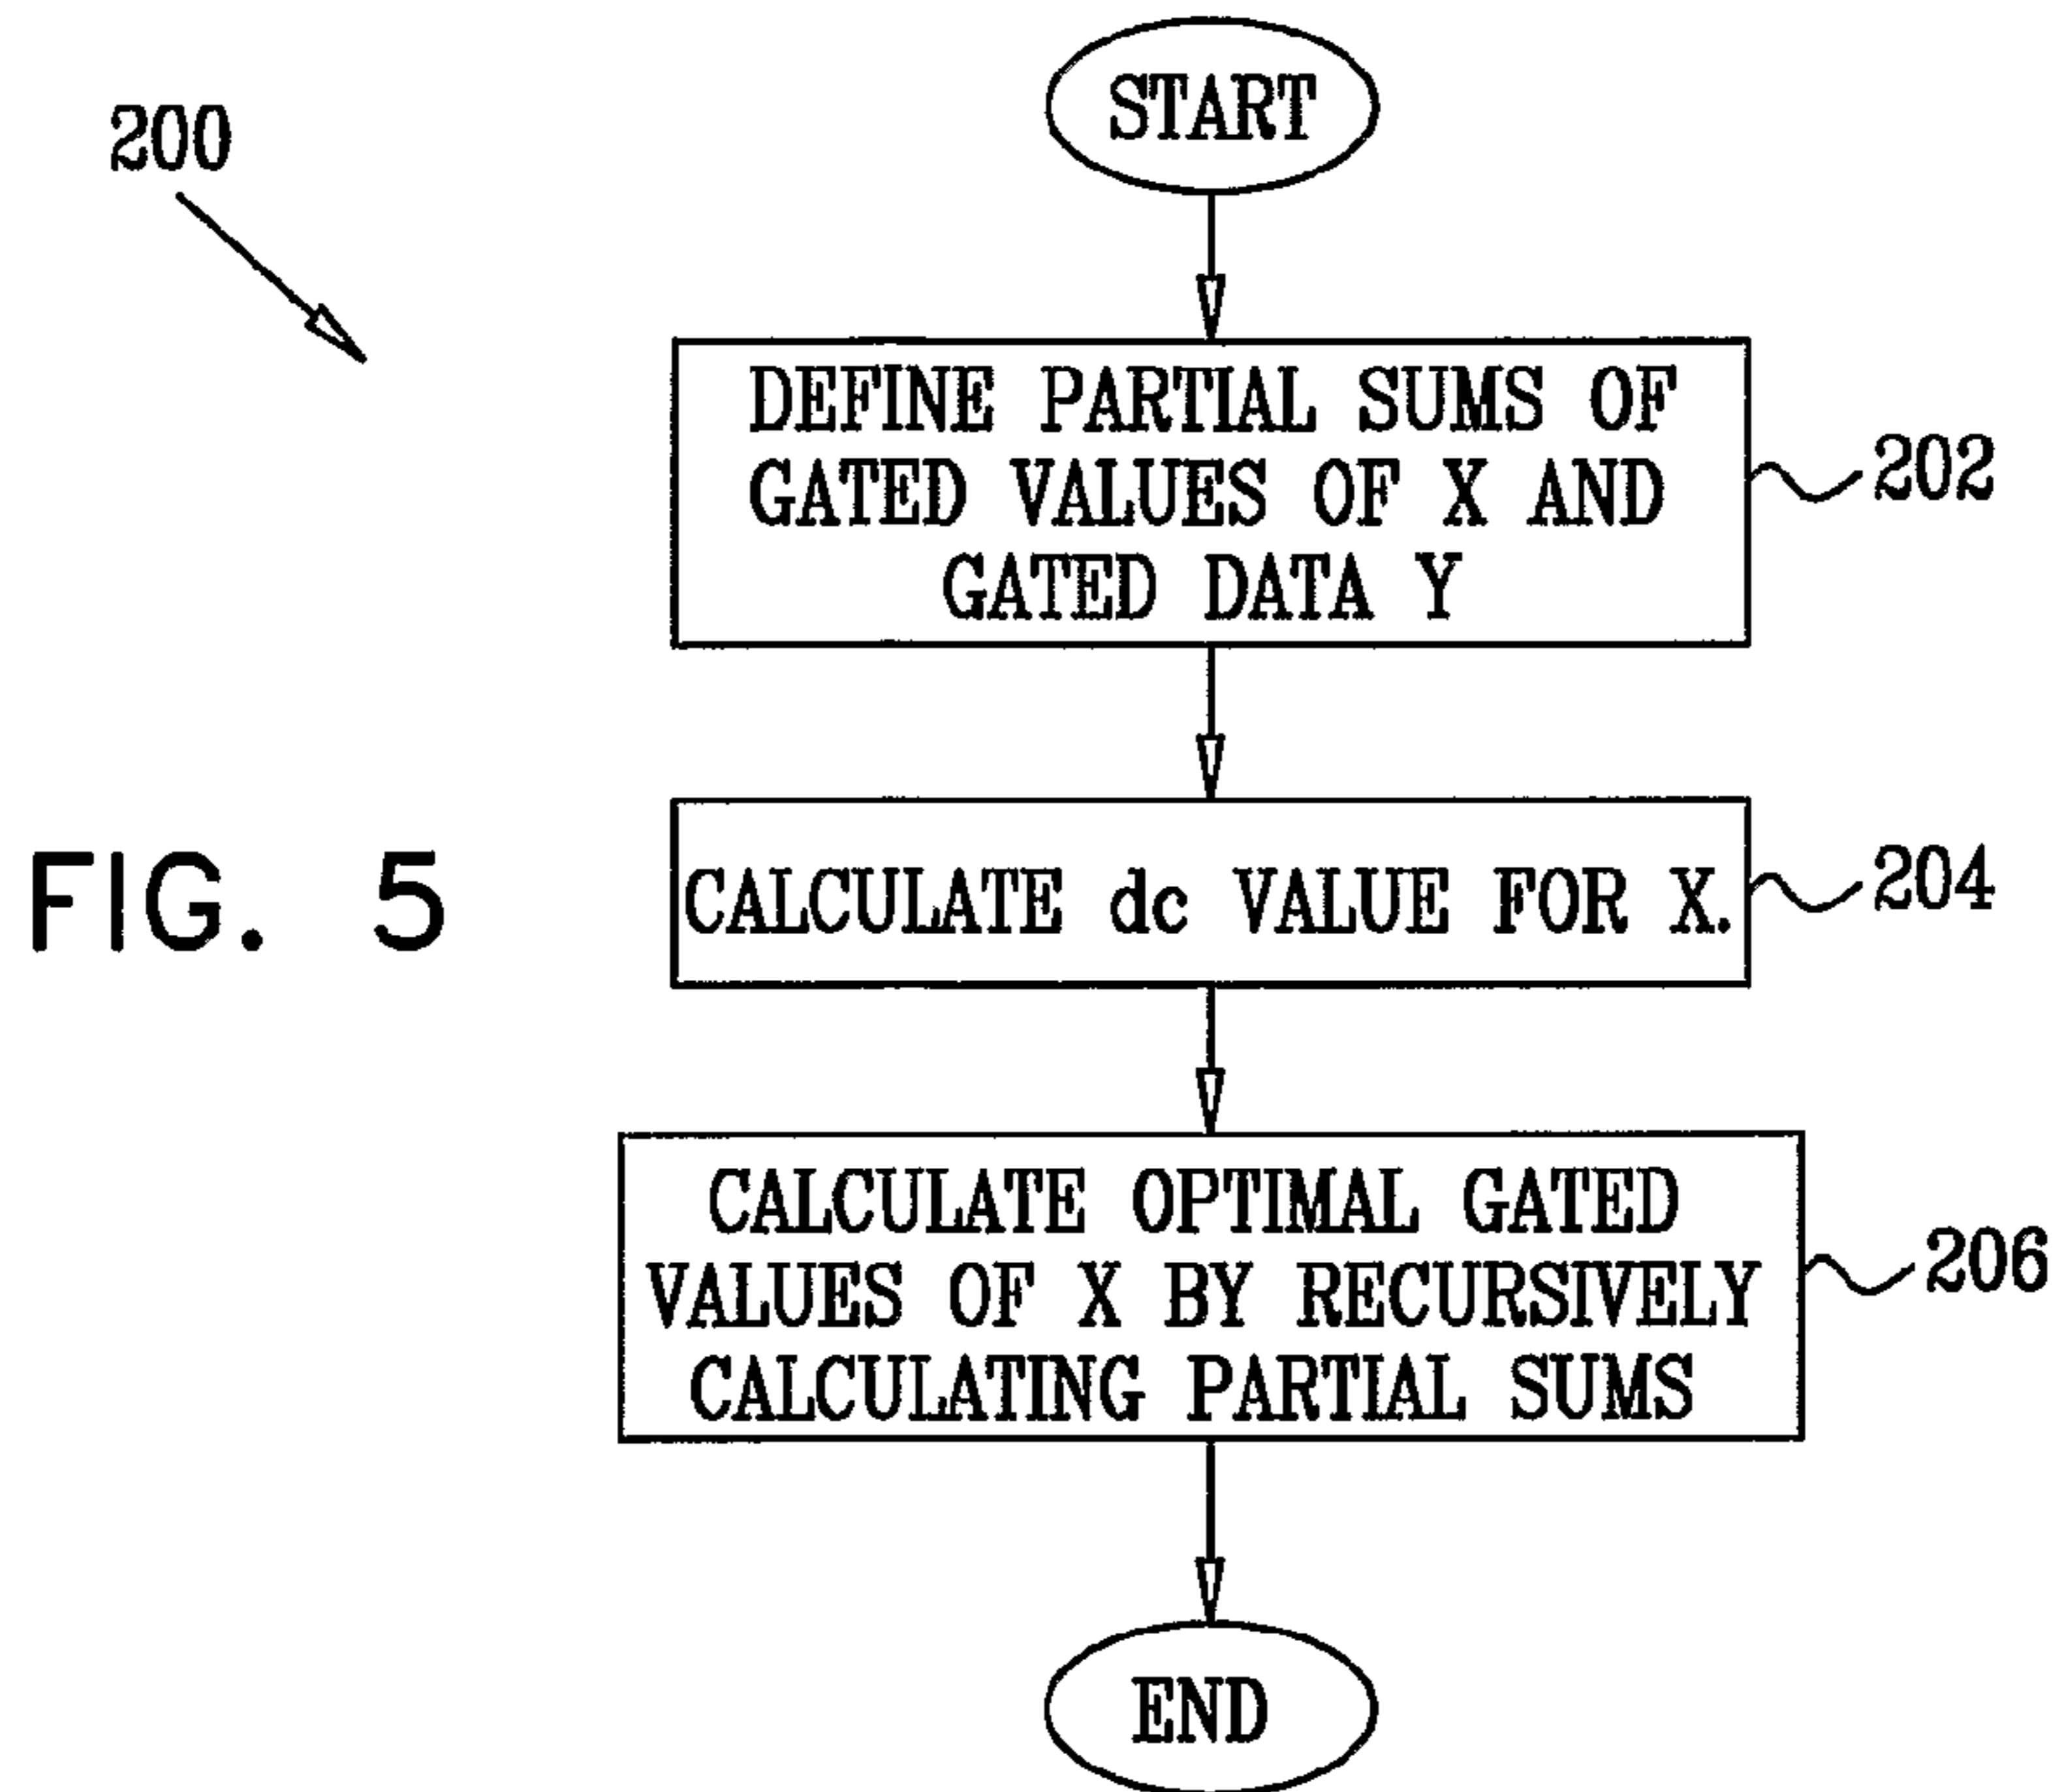 200
START
DEFINE PARTIAL SUMS OF
GATED VALUES OF X AND
GATED DATA Y
202
CALCULATE dc VALUE FOR X.
204
FIG. 5
CALCULATE OPTIMAL GATED
VALUES OF X BY RECURSIVELY
CALCULATING PARTIAL SUMS
206
END